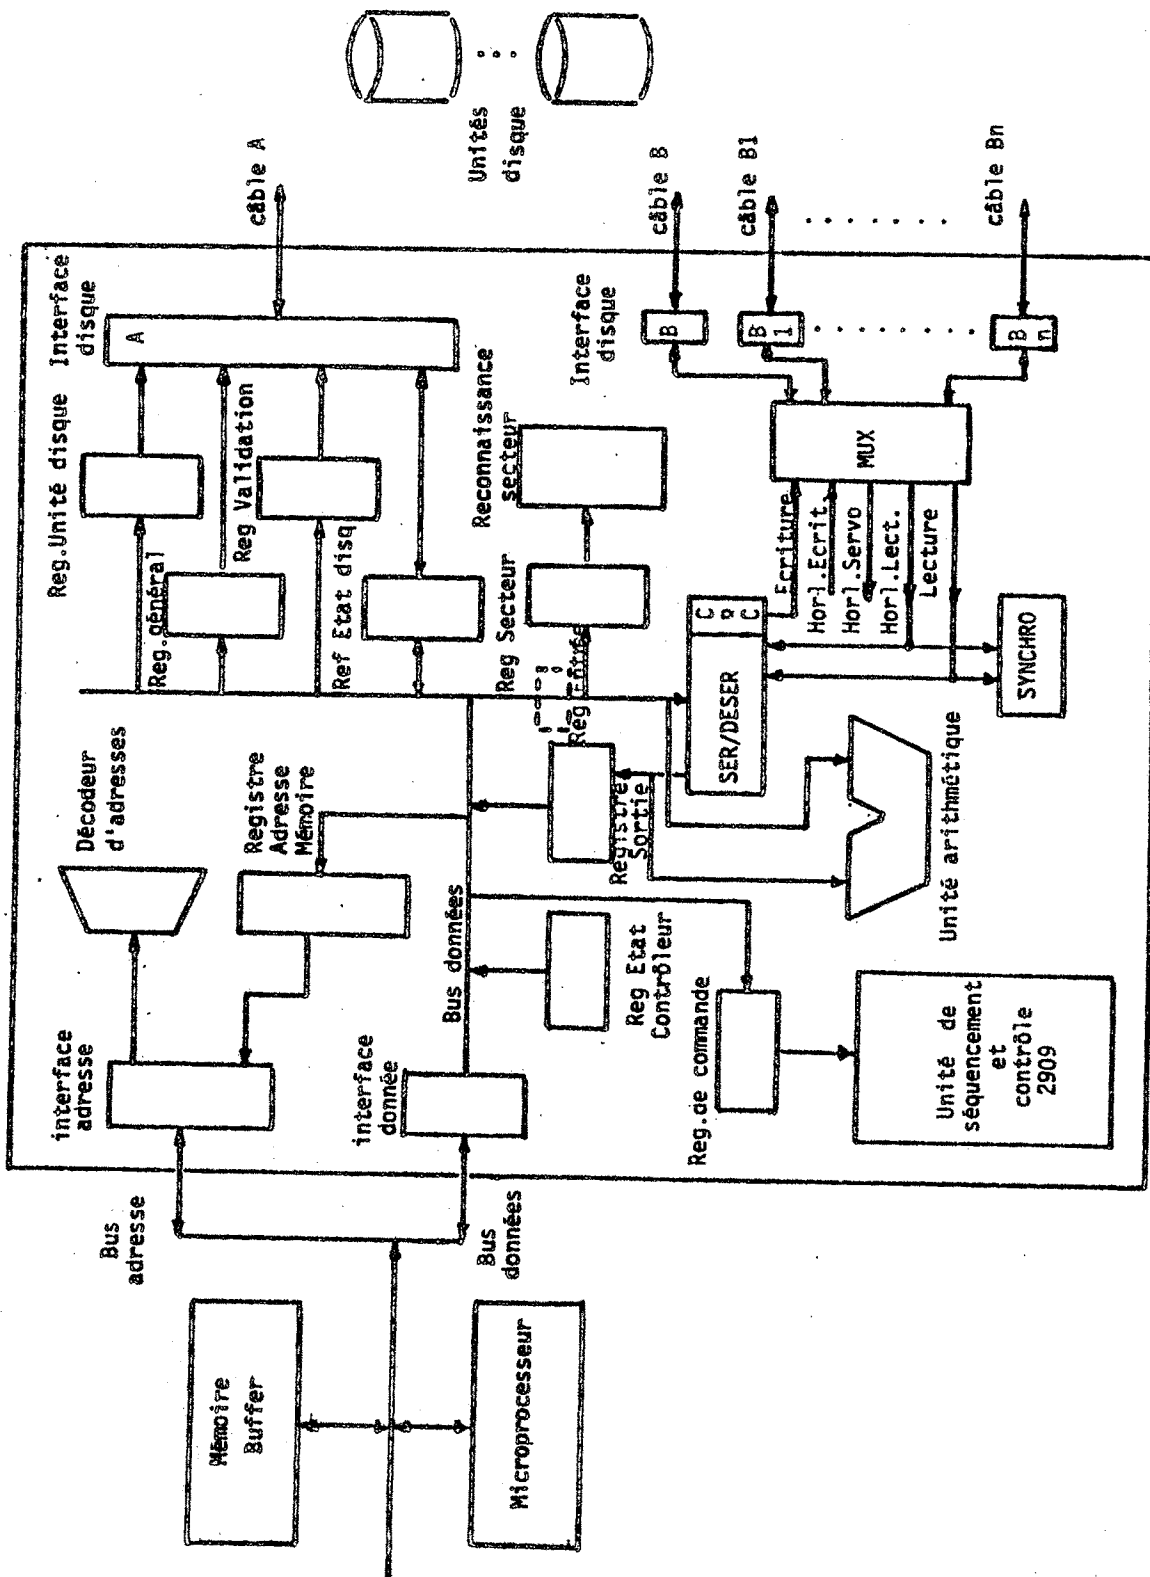 Mémoire
Buffer
Microprocesseur
Bus
adresse
Bus
données
interface
adresse
Décodeur
d'adresses
Registre
Adresse
Mémoire
interface
donnée
Bus données
Reg Etat
Contrôleur
Registre
Sortie
Reg.de commande
Unité de
séquencement
et
contrôle
2909
Unité arithmétique
Reg.Unité disque
Reg.général
Reg Validation
Ref Etat disq
Reg Secteur
Reconnaissance
secteur
Reg Entrée
SER/DESER
C
R
C
SYNCHRO
Ecriture
Horl.Ecrit.
Horl.Servo
Horl.Lect.
Lecture
MUX
Interface
disque
A
câble A
Unités
disque
Interface
disque
B
B
1
B
n
câble B
câble B1
câble Bn